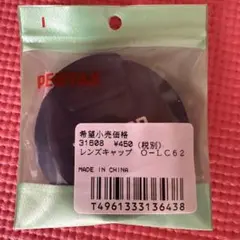 希望小売価格
31608 ¥450 (税別)
レンズキャップ O-LC62
MADE IN CHINA
T4961333136438